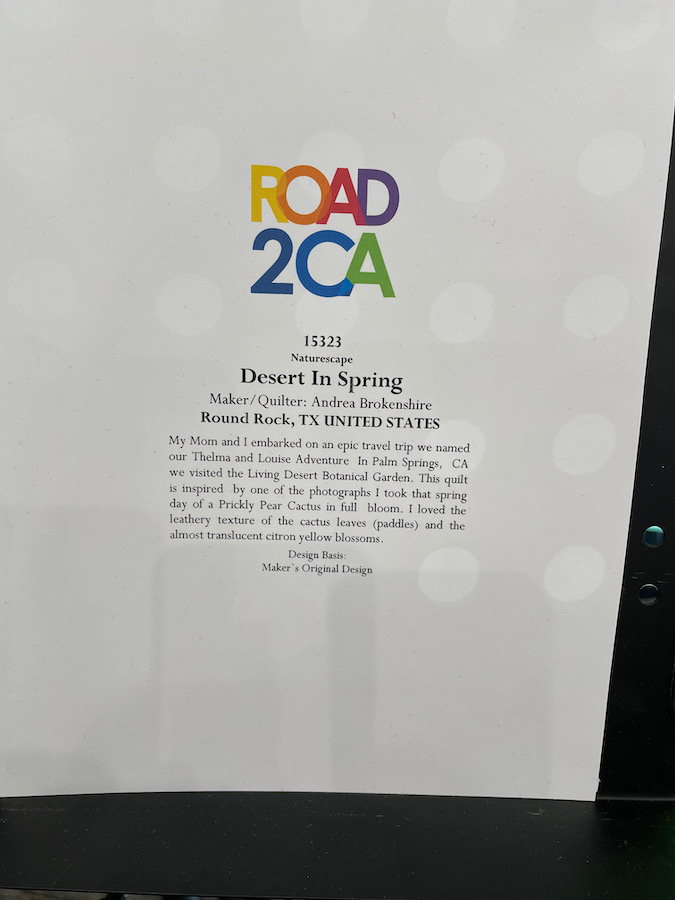 ROAD
2CA
15323
Naturescape
Desert In Spring
Maker/Quilter: Andrea Brokenshire
Round Rock, TX UNITED STATES
My Mom and I embarked on an epic travel trip we named
our Thelma and Louise Adventure In Palm Springs, CA
we visited the Living Desert Botanical Garden. This quilt
is inspired by one of the photographs I took that spring
day of a Prickly Pear Cactus in full bloom. I loved the
leathery texture of the cactus leaves (paddles) and the
almost translucent citron yellow blossoms.
Design Basis:
Maker`s Original Design